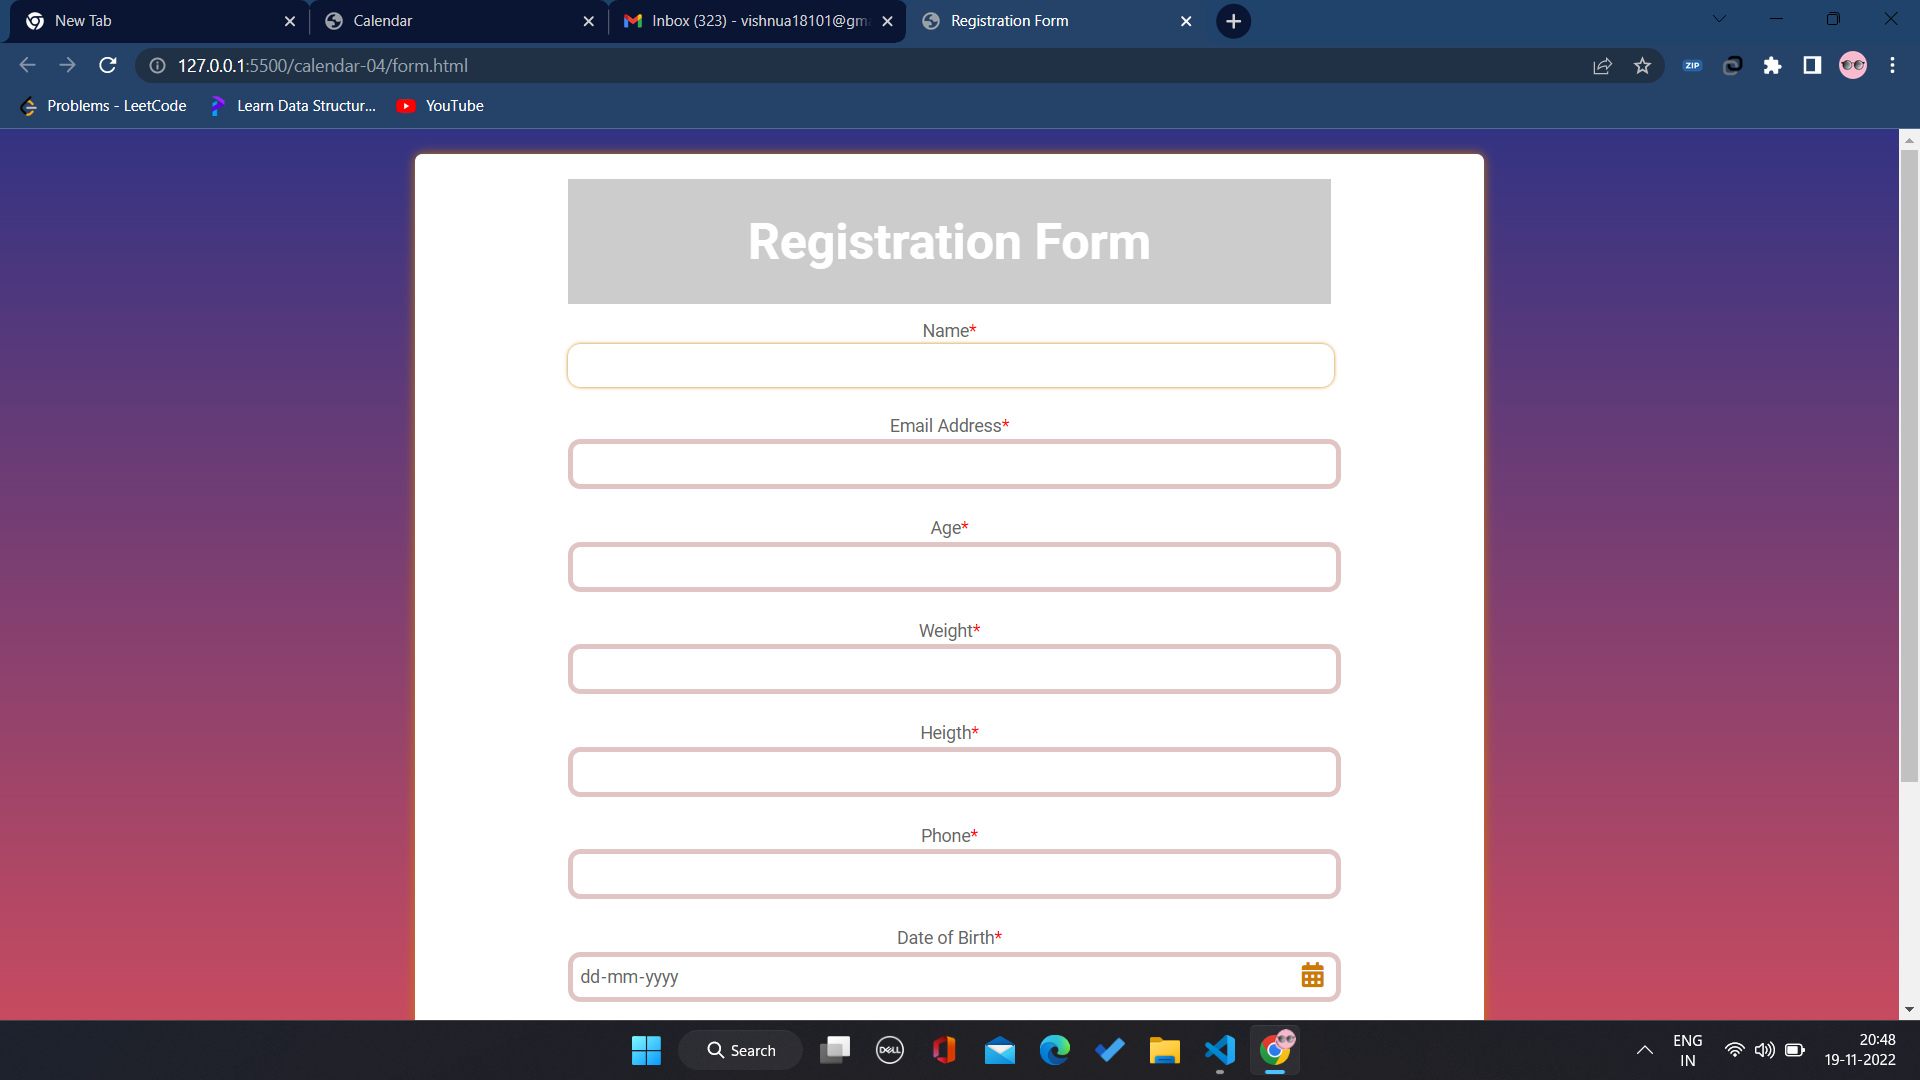 New Tab
Calendar
Inbox (323) - vishnua18101@gm
Registration Form
127.0.0.1:5500/calendar-04/form.html
ZIP
Problems - LeetCode
Learn Data Structur...
YouTube
Registration Form
Name*
Email Address*
Age*
Weight*
Heigth*
Phone*
Date of Birth*
dd-mm-yyyy
Search
DELL
ENG
IN
20:48
19-11-2022